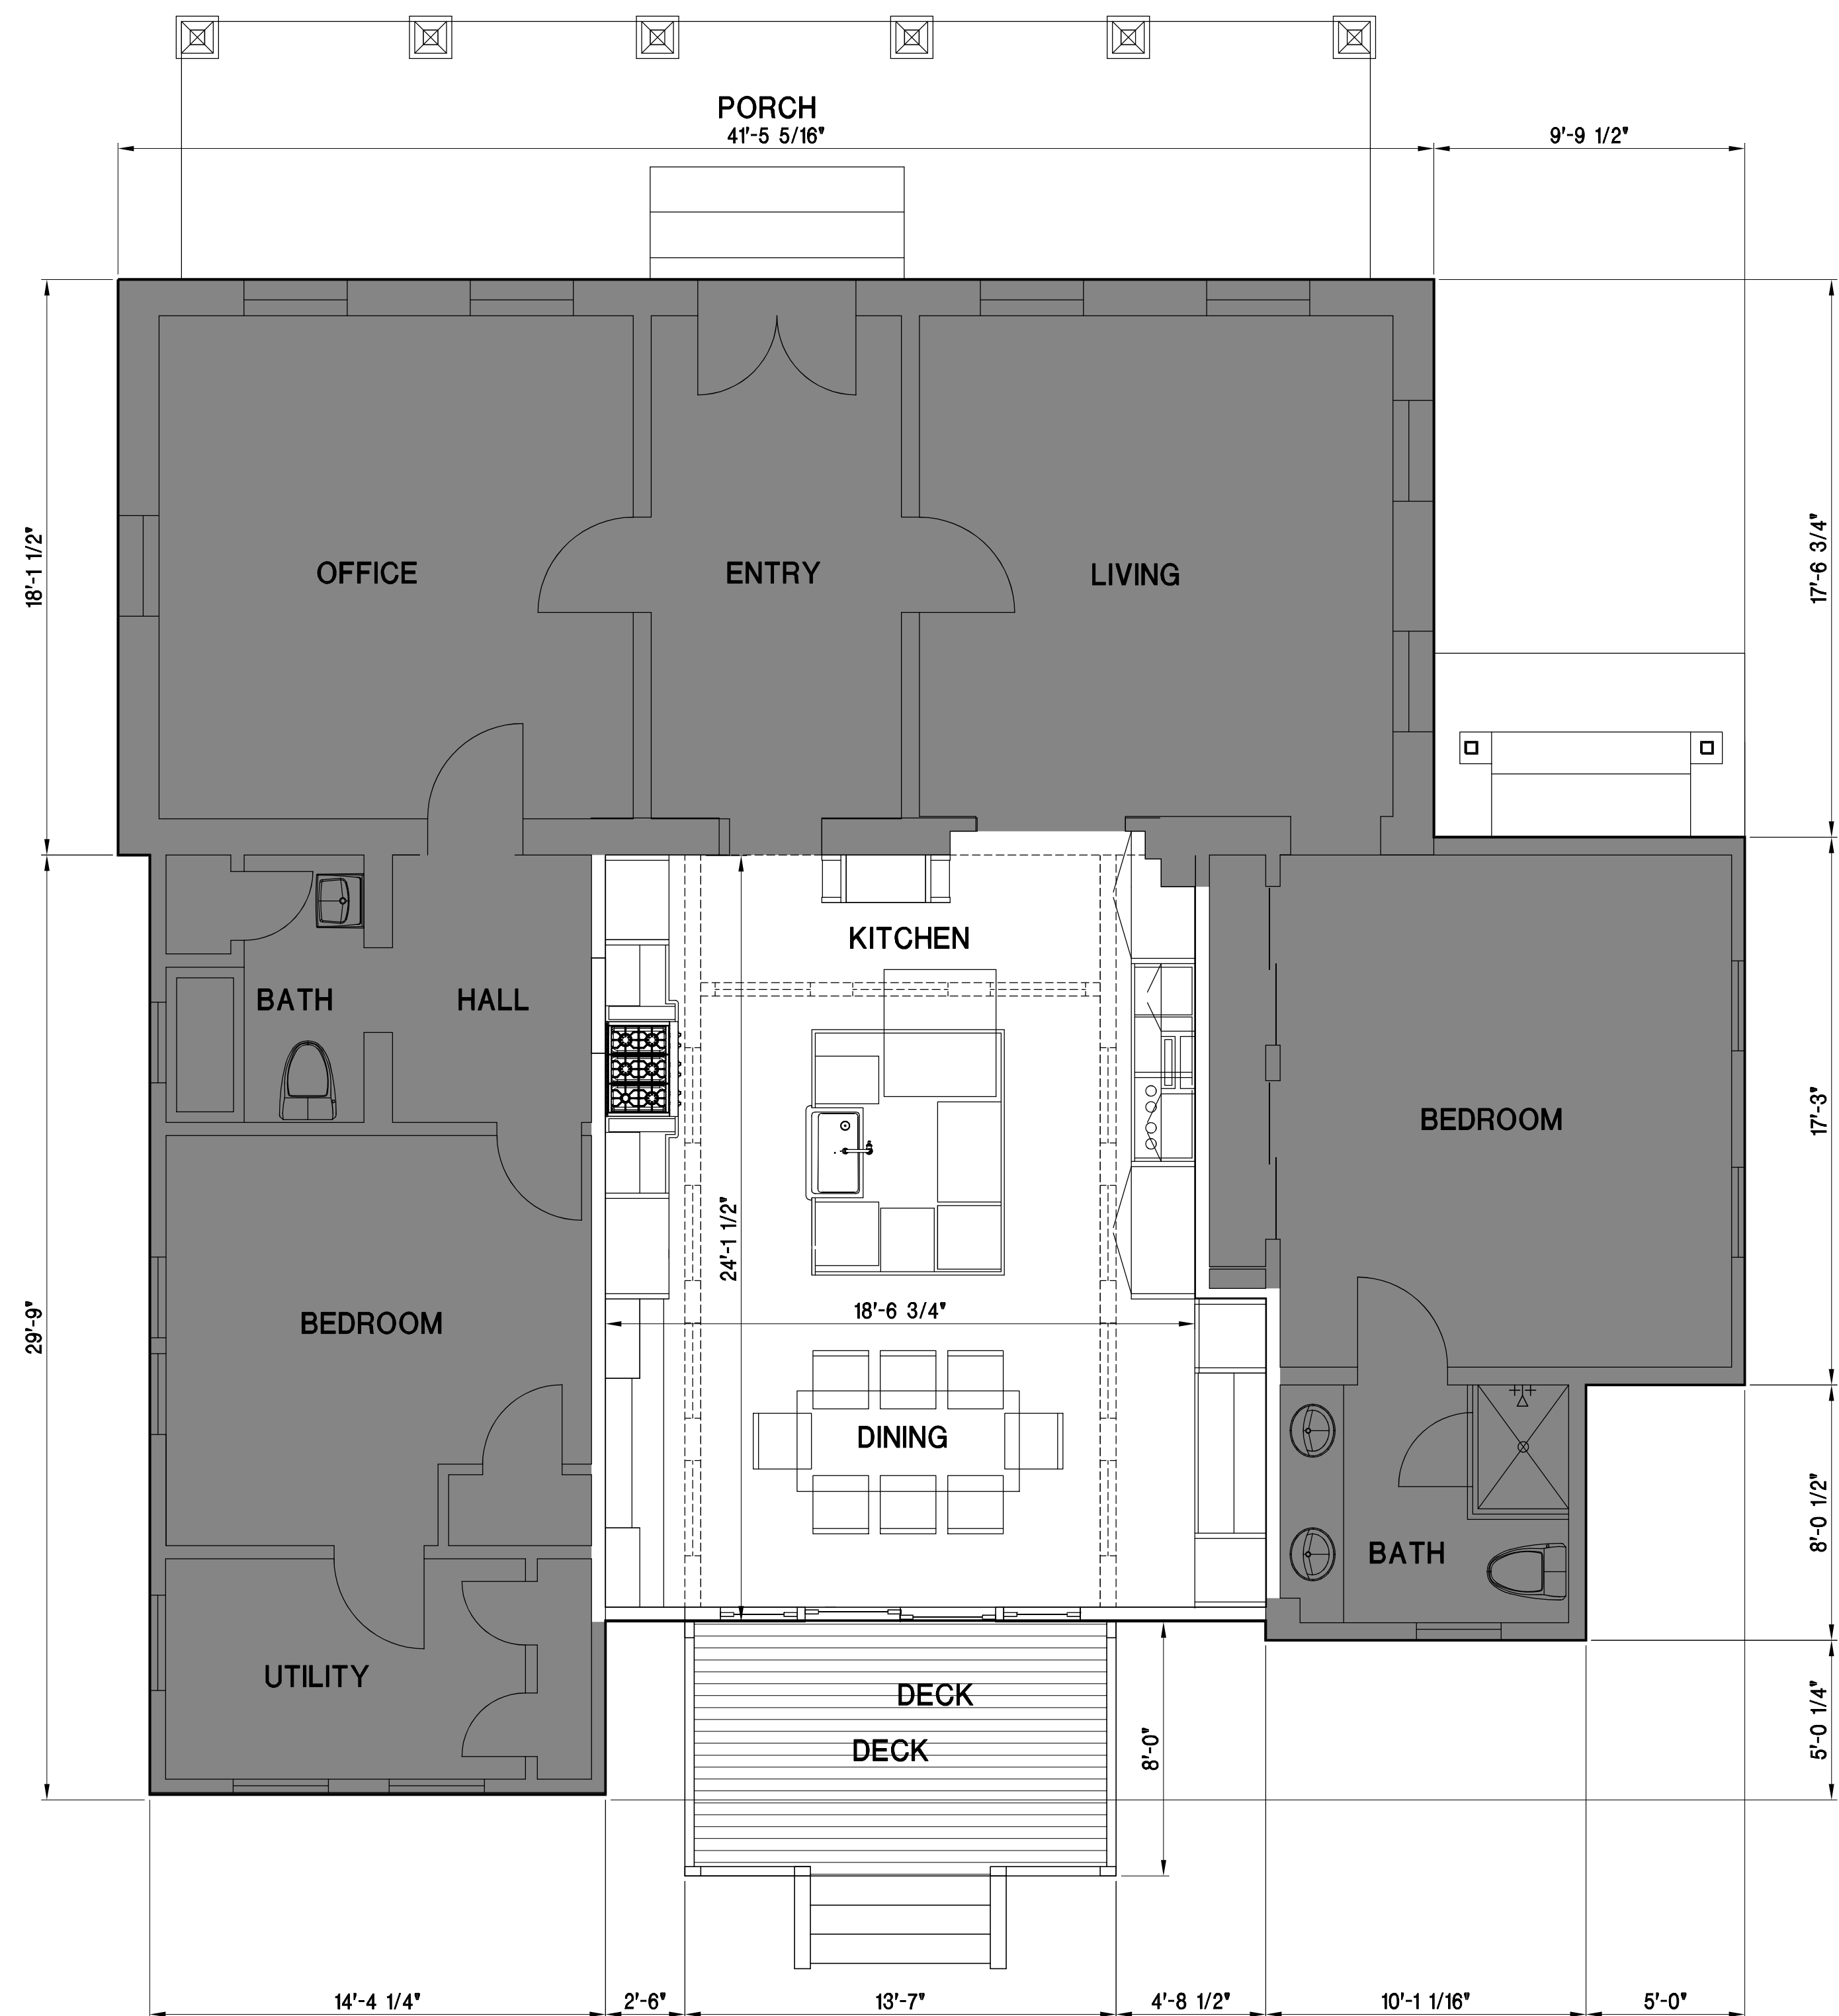 PORCH
41'-5 5/16"
9'-9 1/2"
18'-1 1/2"
17'-6 3/4"
OFFICE
ENTRY
LIVING
KITCHEN
BATH
HALL
BEDROOM
17'-3"
24'-1 1/2"
18'-6 3/4"
29'-9"
BEDROOM
DINING
BATH
8'-0 1/2"
UTILITY
DECK
DECK
8'-0"
5'-0 1/4"
14'-4 1/4"
2'-6"
13'-7"
4'-8 1/2"
10'-1 1/16"
5'-0"